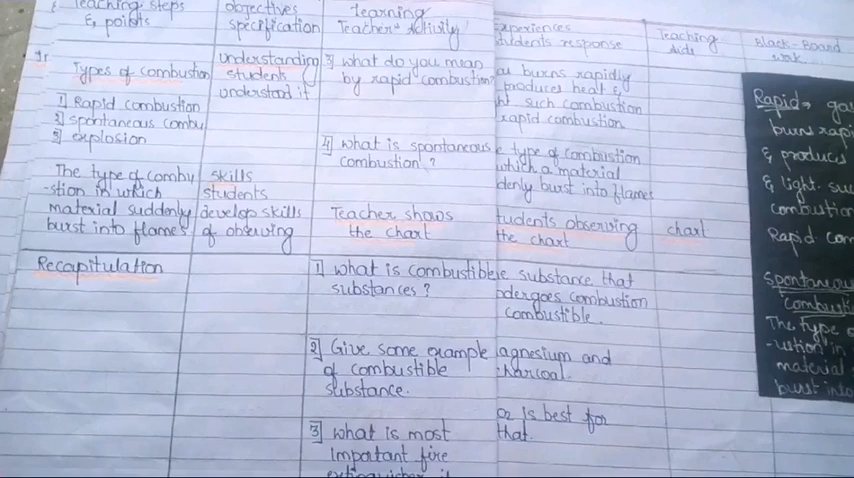 Teaching steps
& points
objectives
specification
Learning
Teacher's Activity
Experiences
students response
Teaching
Aids
Black-Board
work
Types of combustion
1] Rapid combustion
2] spontaneous combu
3] explosion
The type of combu
-stion in which
material suddenly
burst into flames
understanding
students
understood it
skills
students
develop skills
of observing
3] what do you mean
by rapid combustion?
4] what is spontaneous
combustion?
Teacher shows
the chart
burns rapidly
produces heat &
such combustion
rapid combustion
type of combustion
which a material
denly burst into flames
tudents observing
the chart
chart
Rapid → ga
burn rapi
& produces
& light. suc
combustion
Rapid com
Spontaneou
combusti
The type o
-ustion in
material
burst into
Recapitulation
1] what is combustible
substances?
substance that
dergoes combustion
combustible.
2] Give some example
of combustible
substance.
agnesium and
charcoal.
3] what is most
important fire
extinguisher
is best for
that.